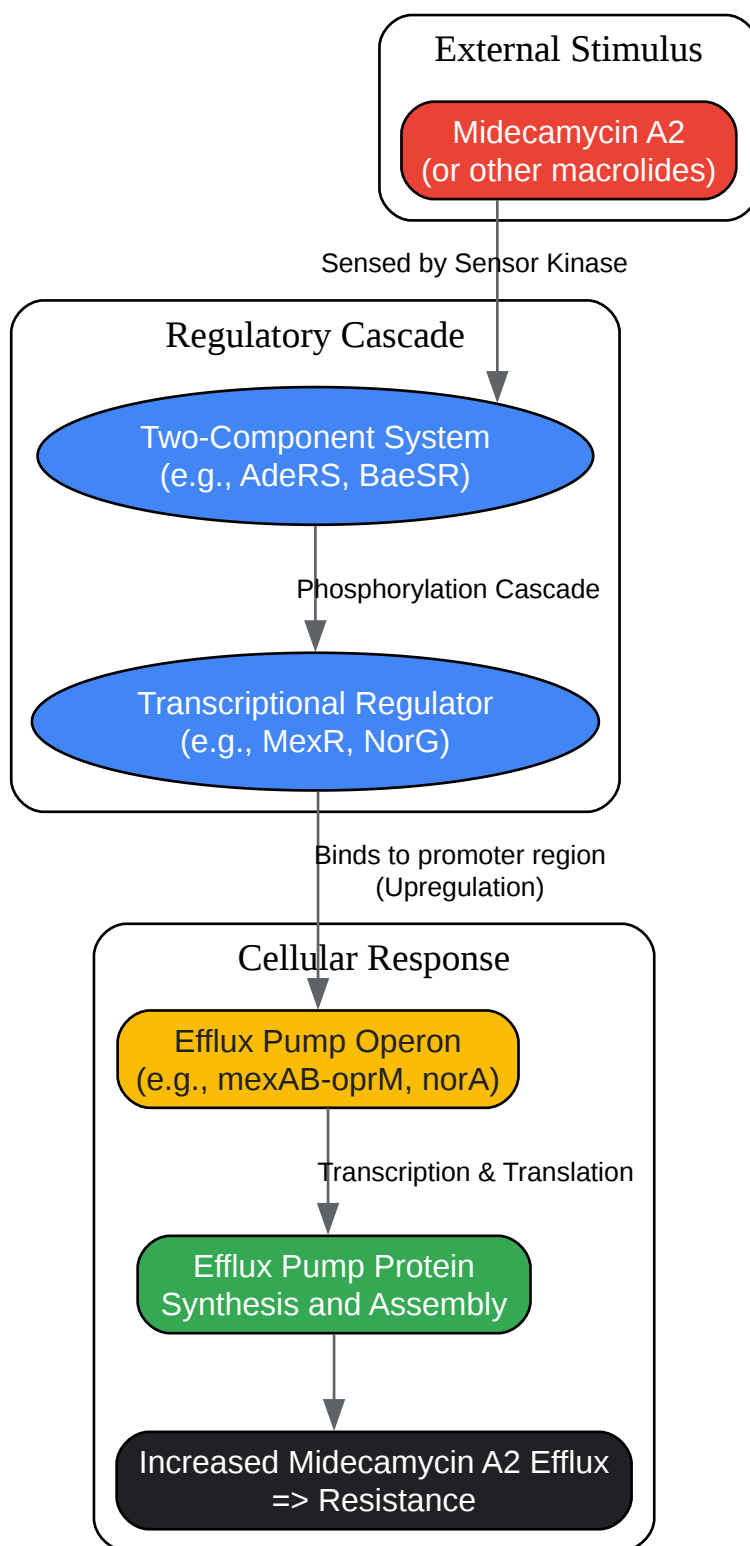 External Stimulus
Midecamycin A2
(or other macrolides)
Sensed by Sensor Kinase
Regulatory Cascade
Two-Component System
(e.g., AdeRS, BaeSR)
Phosphorylation Cascade
Transcriptional Regulator
(e.g., MexR, NorG)
Binds to promoter region
(Upregulation)
Cellular Response
Efflux Pump Operon
(e.g., mexAB-oprM, norA)
Transcription & Translation
Efflux Pump Protein
Synthesis and Assembly
Increased Midecamycin A2 Efflux
=> Resistance